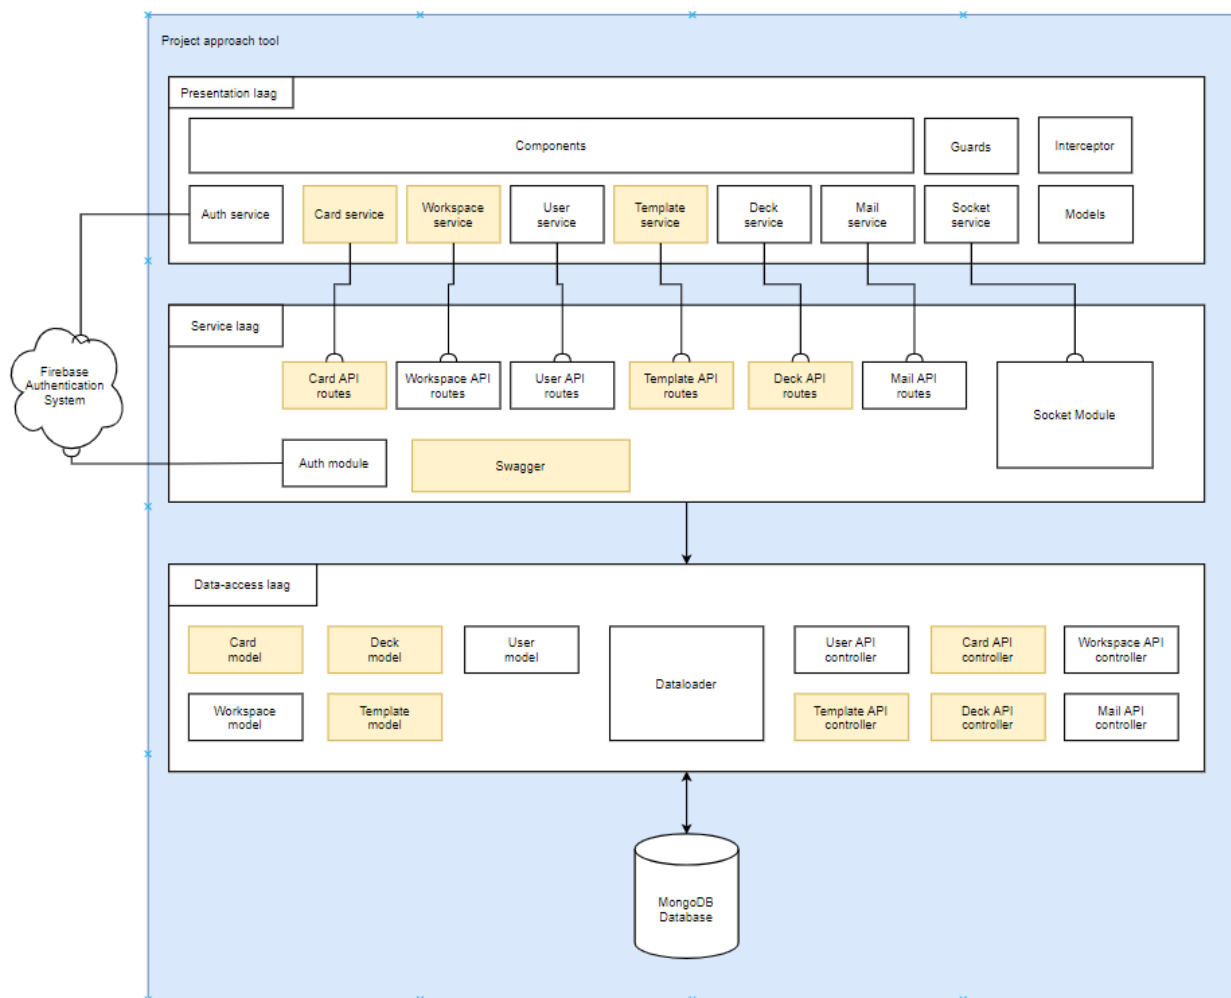 Project approach tool
Presentation laag
Components
Guards
Interceptor
Auth service
Card service
Workspace
service
User
service
Template
service
Deck
service
Mail
service
Socket
service
Models
Service laag
Firebase
Authentication
System
Card API
routes
Workspace API
routes
User API
routes
Template API
routes
Deck API
routes
Mail API
routes
Socket Module
Auth module
Swagger
Data-access laag
Card
model
Deck
model
User
model
Dataloader
User API
controller
Card API
controller
Workspace API
controller
Workspace
model
Template
model
Template API
controller
Deck API
controller
Mail API
controller
MongoDB
Database